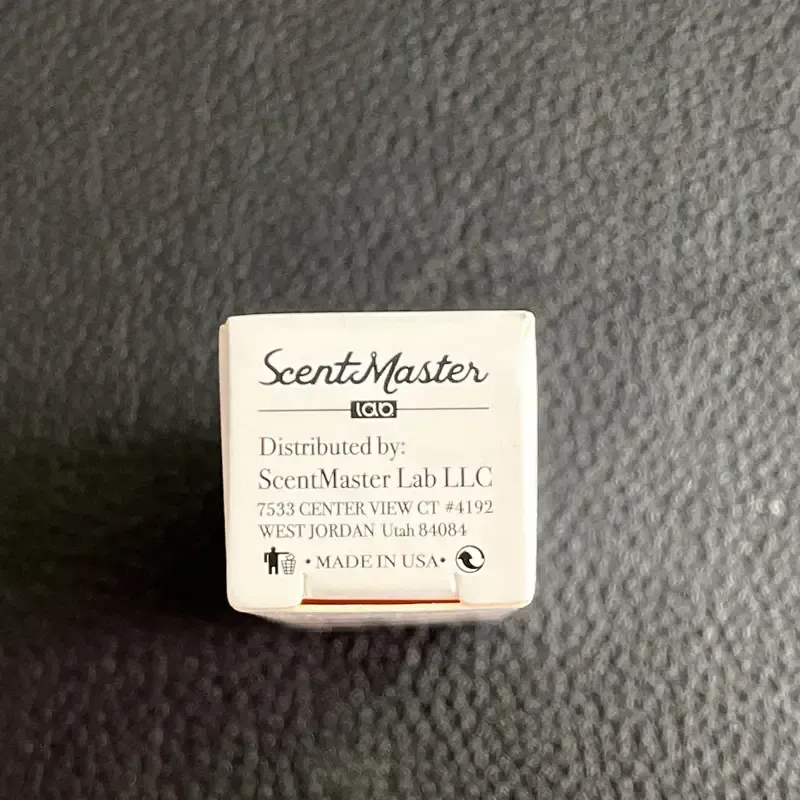 ScentMaster
lab
Distributed by:
ScentMaster Lab LLC
7533 CENTER VIEW CT #4192
WEST JORDAN Utah 84084
• MADE IN USA•